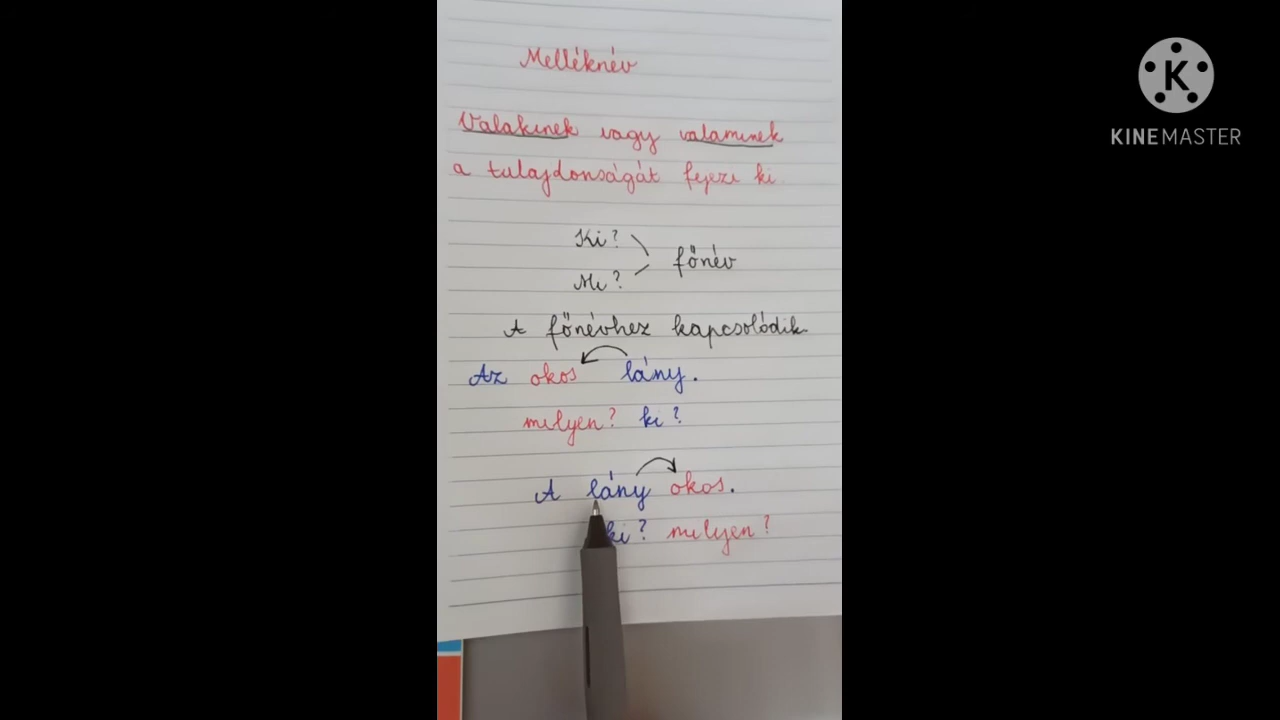 Melléknév
Valakinek vagy valaminek
a tulajdonságát fejezi ki.
Ki?
Mi?
főnév
A főnévhez kapcsolódik
Az okos lány.
milyen? ki?
A lány okos.
ki? milyen?
K
KINEMASTER